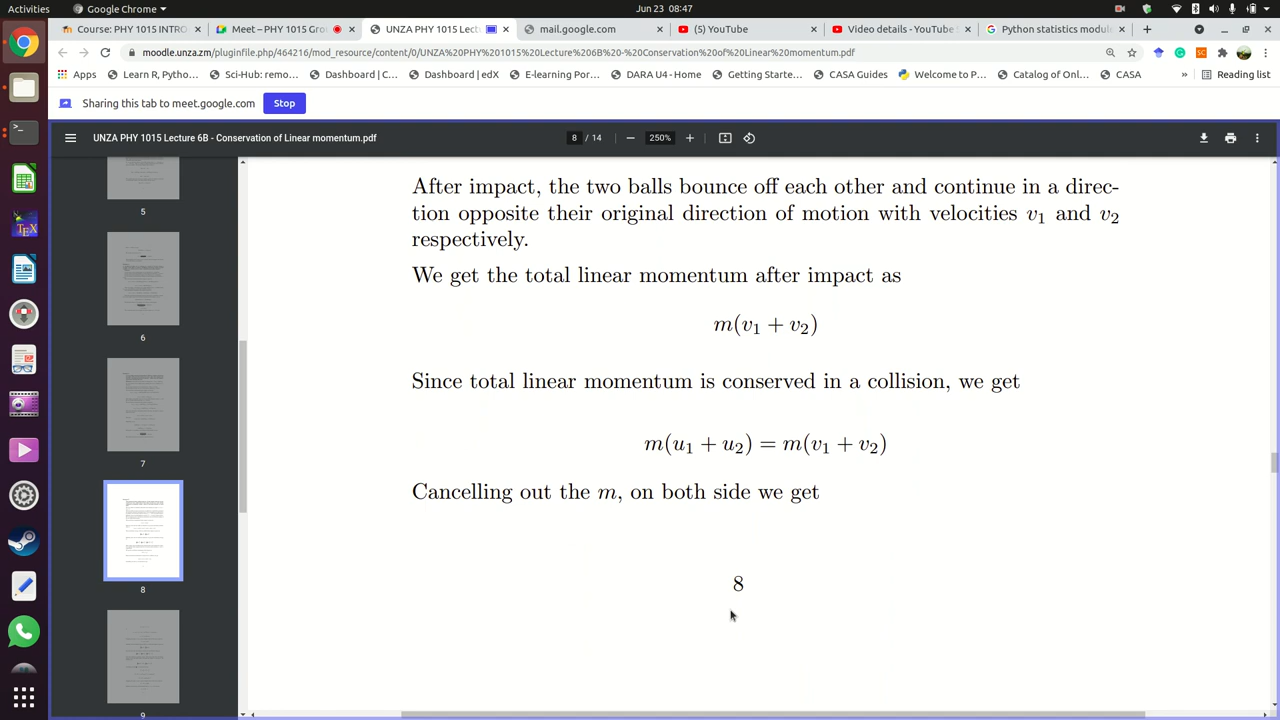 Activities
Google Chrome
Jun 23 08:47
Course: PHY 1015 INTRO
Meet – PHY 1015 Gro
UNZA PHY 1015 Lectur
mail.google.com
(5) YouTube
Video details - YouTube
Python statistics modul
moodle.unza.zm/pluginfile.php/464216/mod_resource/content/0/UNZA%20PHY%201015%20Lecture%206B%20-%20Conservation%20of%20Linear%20momentum.pdf
Apps
Learn R, Python...
Sci-Hub: remo...
Dashboard | C...
Dashboard | edX
E-learning Por...
DARA U4 - Home
Getting Starte...
CASA Guides
Welcome to P...
Catalog of Onl...
CASA
»
Reading list
Sharing this tab to meet.google.com
Stop
UNZA PHY 1015 Lecture 6B - Conservation of Linear momentum.pdf
8 / 14
250%
5
6
7
8
9
After impact, the two balls bounce off each other and continue in a direc-
tion opposite their original direction of motion with velocities v₁ and v₂
respectively.
We get the total linear momentum after impact as
m(v₁ + v₂)
Since total linear momentum is conserved in a collision, we get
m(u₁ + u₂) = m(v₁ + v₂)
Cancelling out the m, on both side we get
8